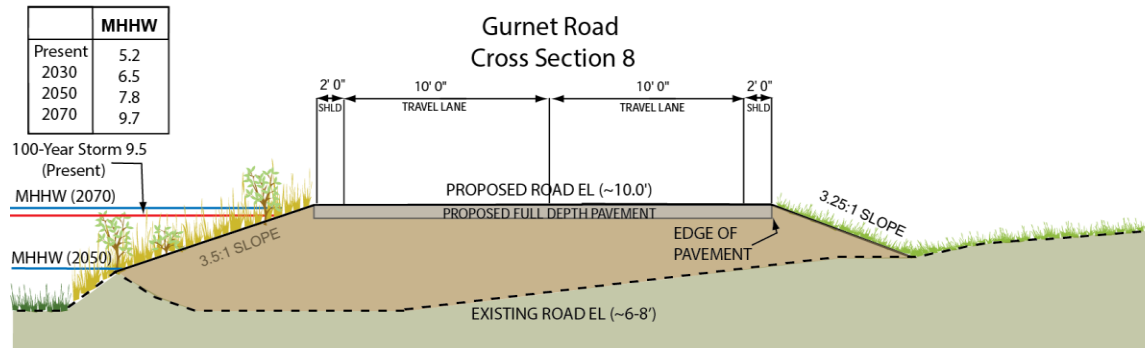 MHHW
Present 5.2
2030 6.5
2050 7.8
2070 9.7
Gurnet Road
Cross Section 8
2' 0" 10' 0" 10' 0" 2' 0"
SHLD TRAVEL LANE TRAVEL LANE SHLD
100-Year Storm 9.5
(Present)
MHHW (2070)
PROPOSED ROAD EL (~10.0')
PROPOSED FULL DEPTH PAVEMENT
3.25:1 SLOPE
3.5:1 SLOPE
EDGE OF
PAVEMENT
MHHW (2050)
EXISTING ROAD EL (~6-8')